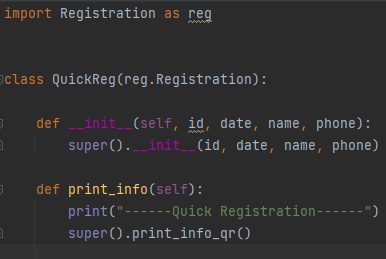 import Registration as reg
class QuickReg(reg.Registration):
def __init__(self, id, date, name, phone):
super().__init__(id, date, name, phone)
def print_info(self):
print("------Quick Registration------")
super().print_info_qr()